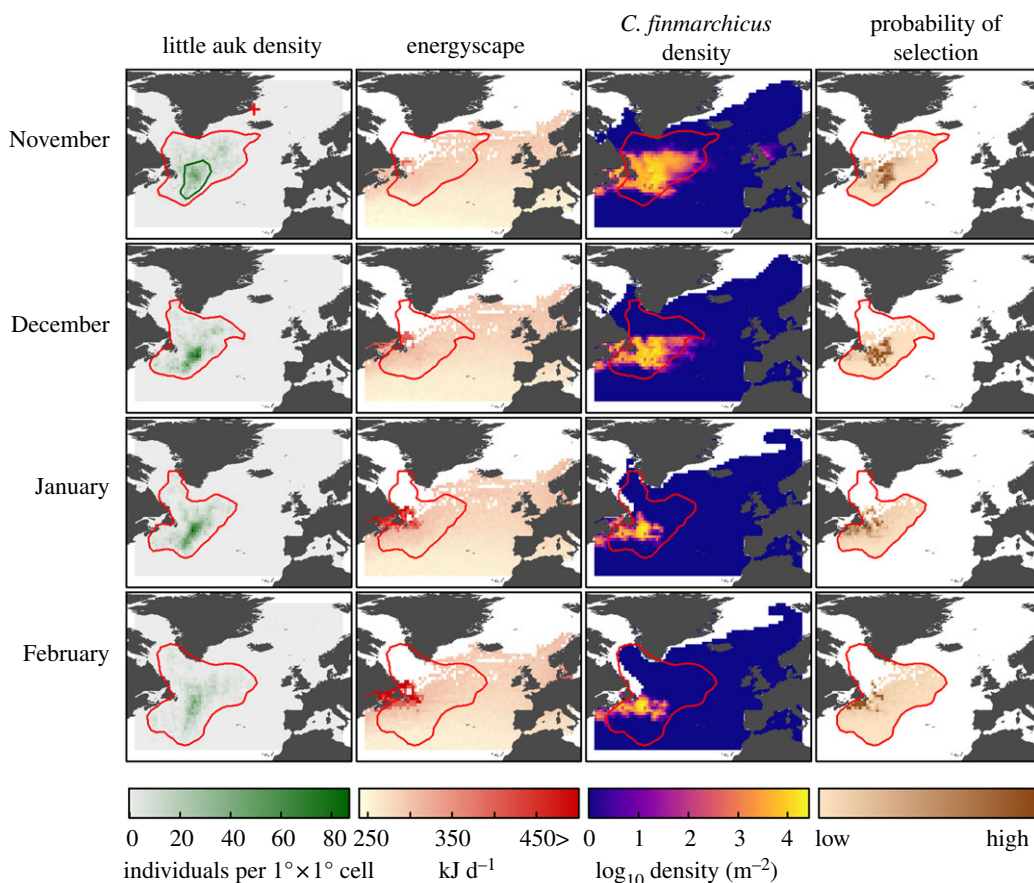 little auk density
energyscape
C. finmarchicus
density
probability of
selection
November
December
January
February
0 20 40 60 80
individuals per 1°×1° cell
250 350 450>
kJ d⁻¹
0 1 2 3 4
log₁₀ density (m⁻²)
low high